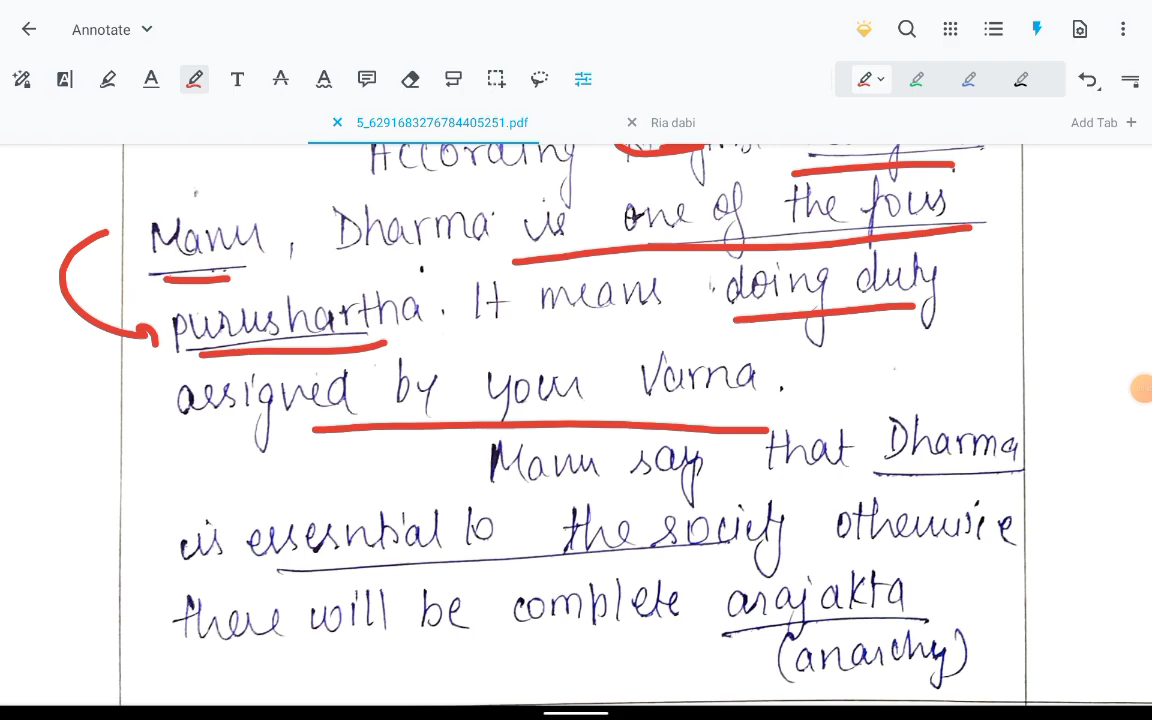 Annotate
5_6291683276784405251.pdf
Ria dabi
Add Tab +
According
Manu, Dharma is one of the four
purushartha. It means doing duty
assigned by your Varna.
Manu say that Dharma
is essesntial to the society otherwise
there will be complete arajakta
(anarchy)